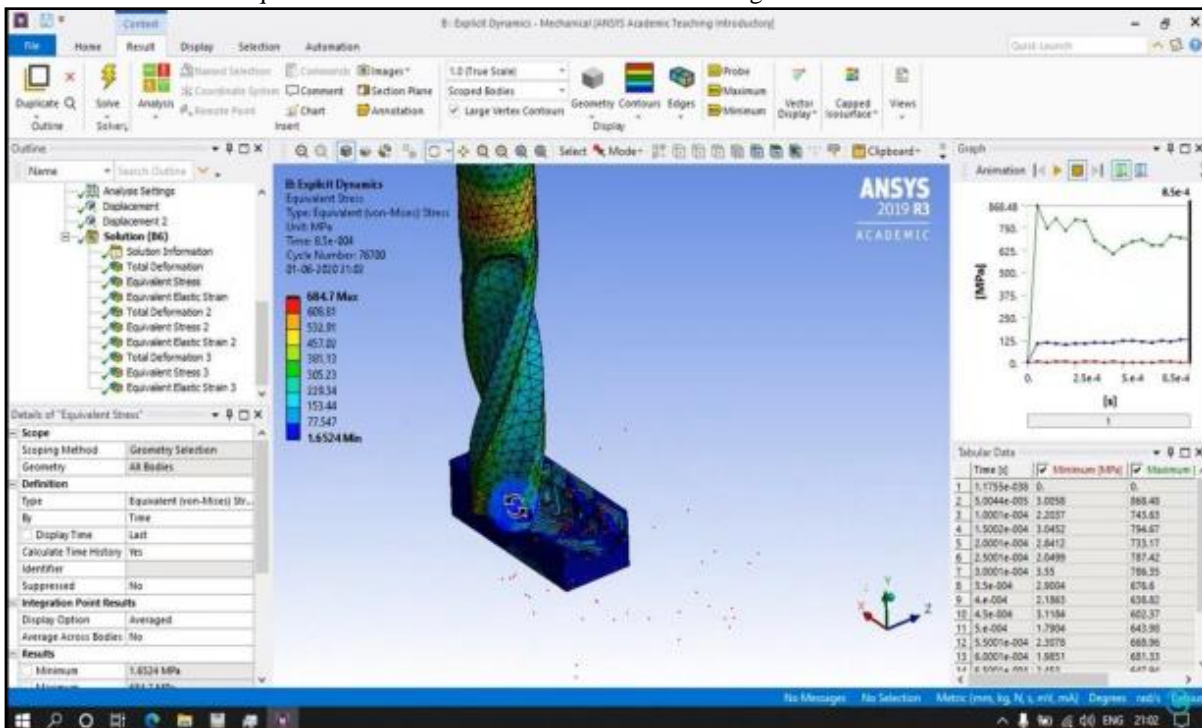 Context
B: Explicit Dynamics - Mechanical [ANSYS Academic Teaching Introductory]
File Home Result Display Selection Automation
Quick Launch
Duplicate Q Solve Analysis
Named Selection
Coordinate System
Remote Point
Commands
Comment
Chart
Images
Section Plane
Annotation
1.0 (True Scale)
Scoped Bodies
Large Vertex Contours
Geometry Contours Edges
Probe
Maximum
Minimum
Vector Display
Capped Isosurface
Views
Outline Insert Display
Outline
Name Search Outline
Analysis Settings
Displacement
Displacement 2
Solution (B6)
Solution Information
Total Deformation
Equivalent Stress
Equivalent Elastic Strain
Total Deformation 2
Equivalent Stress 2
Equivalent Elastic Strain 2
Total Deformation 3
Equivalent Stress 3
Equivalent Elastic Strain 3
Details of "Equivalent Stress"
Scope
Scoping Method Geometry Selection
Geometry All Bodies
Definition
Type Equivalent (von-Mises) Str...
By Time
Display Time Last
Calculate Time History Yes
Identifier
Suppressed No
Integration Point Results
Display Option Averaged
Average Across Bodies No
Results
Minimum 1.6524 MPa
Select Mode Clipboard
B: Explicit Dynamics
Equivalent Stress
Type: Equivalent (von-Mises) Stress
Unit: MPa
Time: 8.5e-004
Cycle Number: 76700
01-06-2020 21:02
684.7 Max
608.81
532.91
457.02
381.13
305.23
229.34
153.44
77.547
1.6524 Min
ANSYS
2019 R3
ACADEMIC
Y
X
Z
Graph
Animation
8.5e-4
868.48
750.
625.
500.
375.
250.
125.
0.
[MPa]
0. 2.5e-4 5.e-4 8.5e-4
[s]
1
Tabular Data
Time [s] Minimum [MPa] Maximum
1 1.1755e-038 0. 0.
2 5.0044e-005 3.0058 868.48
3 1.0001e-004 2.2037 743.63
4 1.5002e-004 3.0452 794.67
5 2.0001e-004 2.8412 733.17
6 2.5001e-004 2.0499 787.42
7 3.0001e-004 3.55 786.35
8 3.5e-004 2.9004 676.6
9 4.e-004 2.1863 638.82
10 4.5e-004 3.1184 602.37
11 5.e-004 1.7904 643.98
12 5.5001e-004 2.3078 668.96
13 6.0001e-004 1.9851 681.33
No Messages No Selection Metric (mm, kg, N, s, mV, mA) Degrees rad/s
ENG 21:02